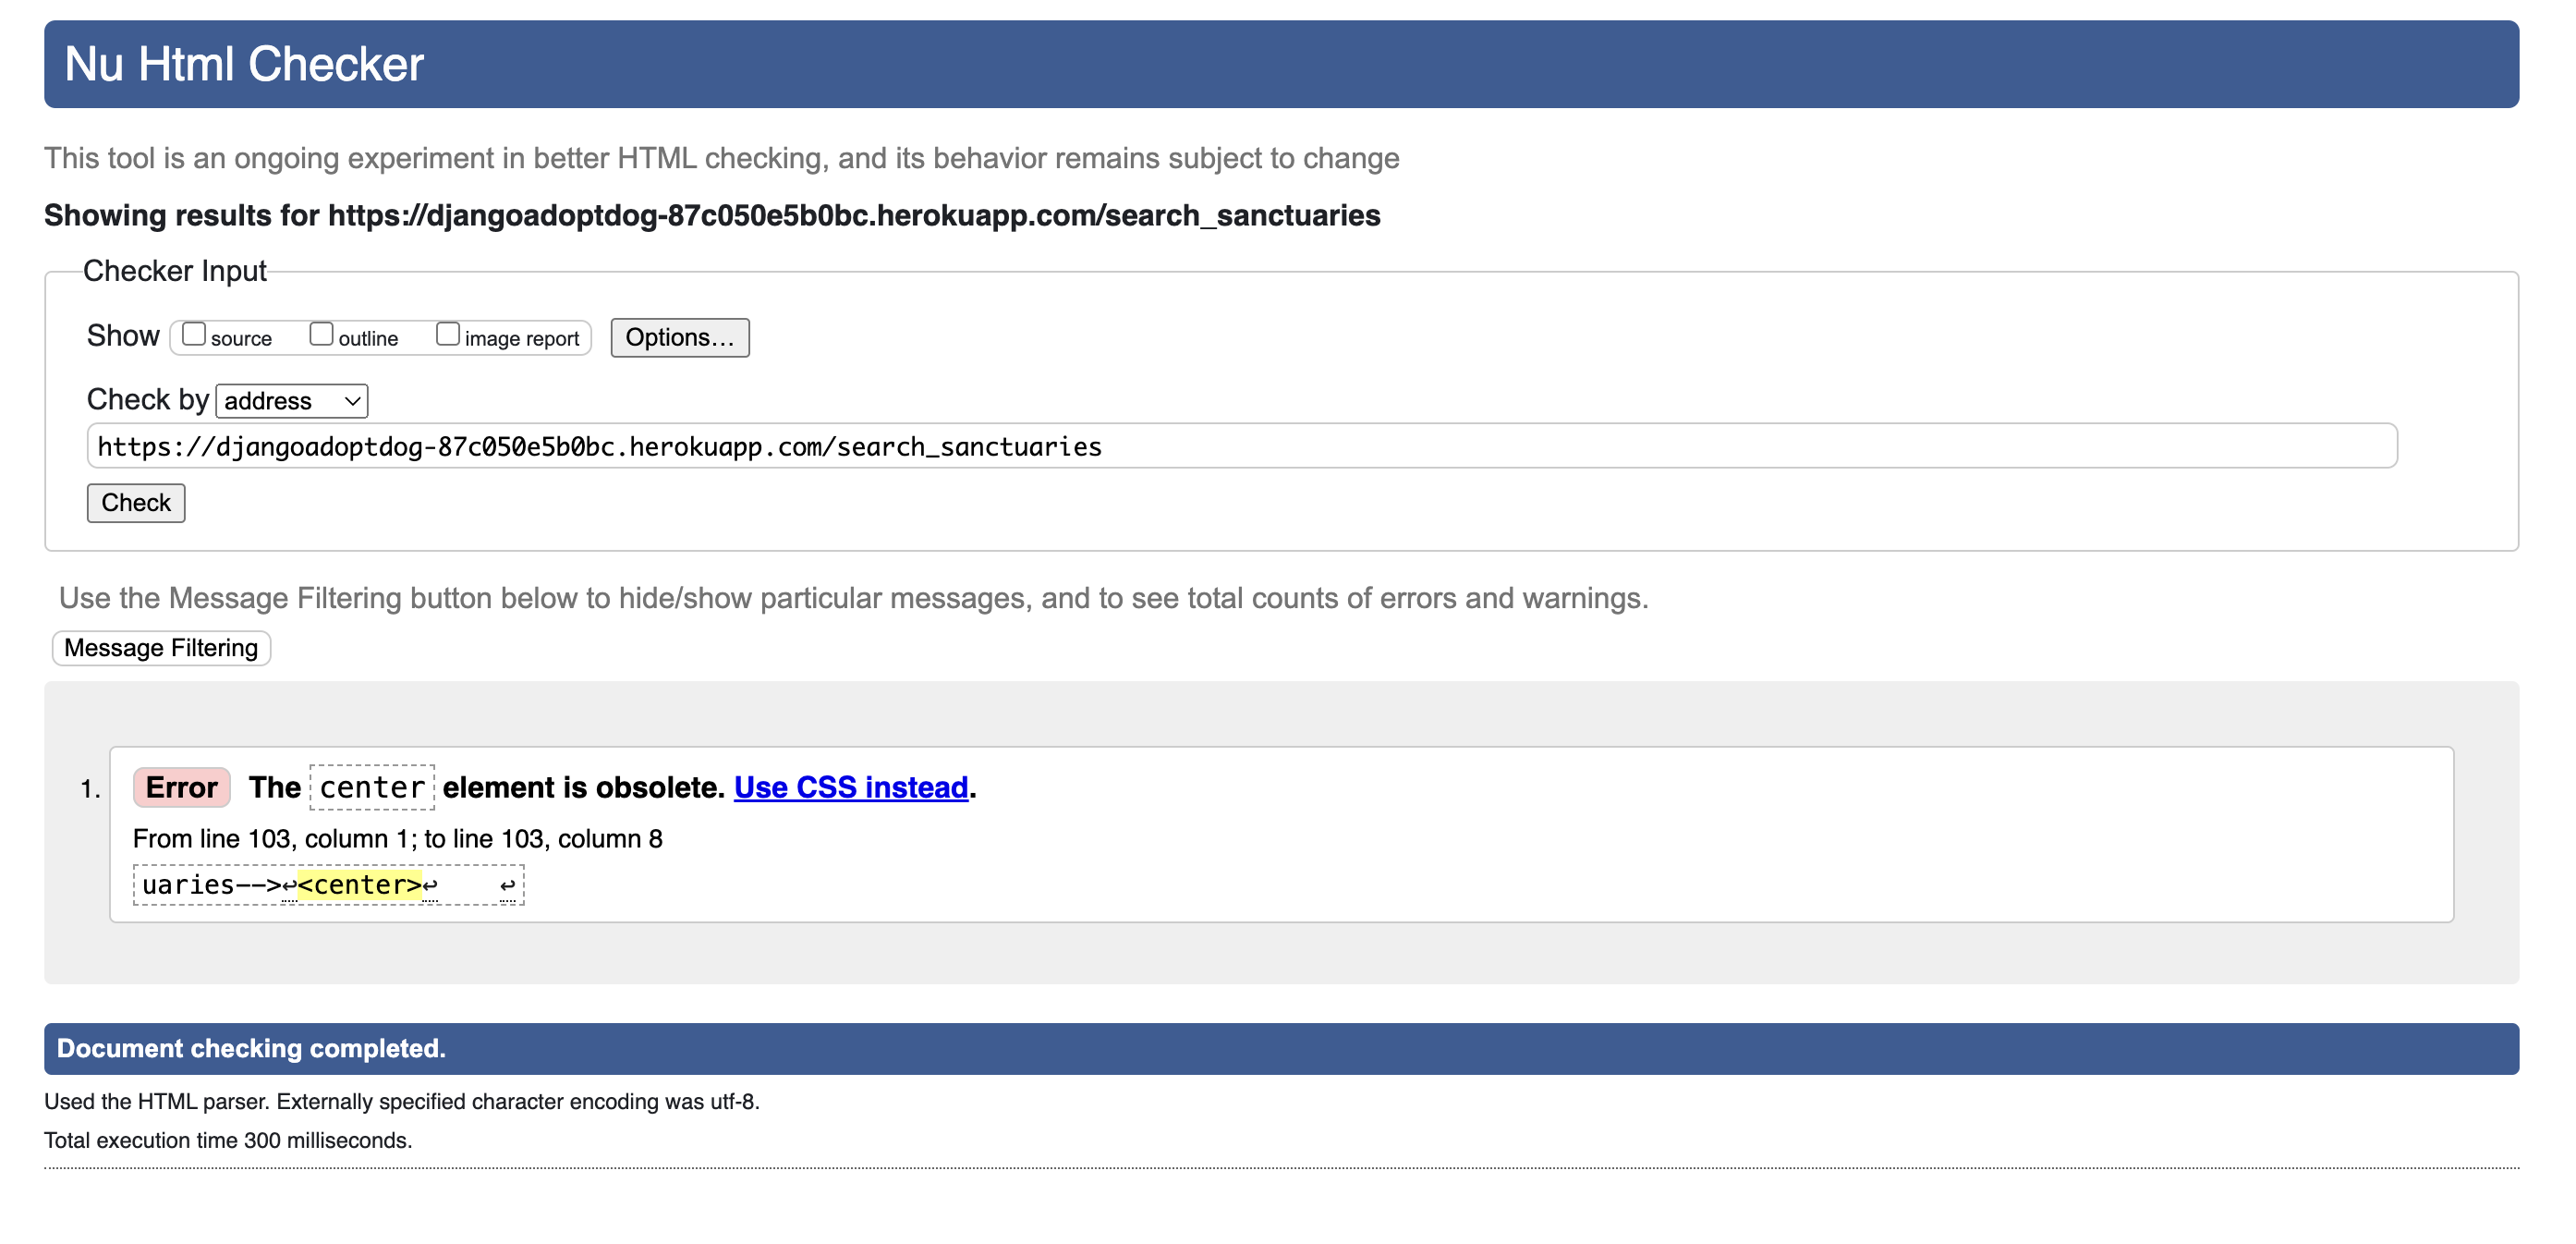 Nu Html Checker
This tool is an ongoing experiment in better HTML checking, and its behavior remains subject to change
Showing results for https://djangoadoptdog-87c050e5b0bc.herokuapp.com/search_sanctuaries
Checker Input
Show source outline image report Options...
Check by address
https://djangoadoptdog-87c050e5b0bc.herokuapp.com/search_sanctuaries
Check
Use the Message Filtering button below to hide/show particular messages, and to see total counts of errors and warnings.
Message Filtering
1. Error The center element is obsolete. Use CSS instead.
From line 103, column 1; to line 103, column 8
uaries-->↩<center>↩    ↩
Document checking completed.
Used the HTML parser. Externally specified character encoding was utf-8.
Total execution time 300 milliseconds.